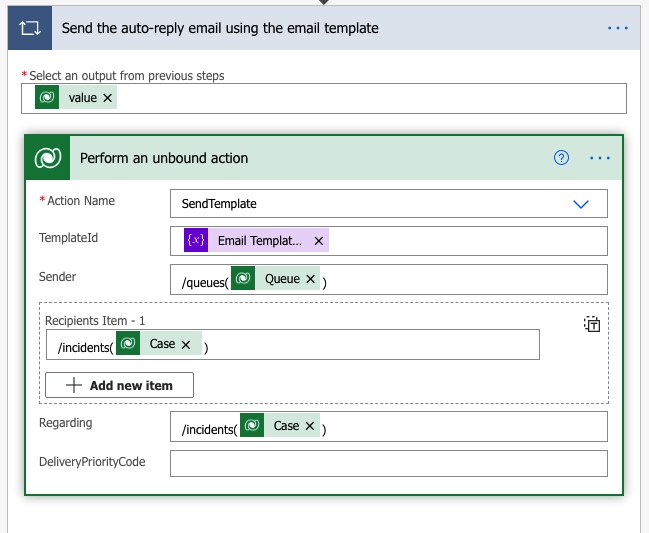 Send the auto-reply email using the email template
* Select an output from previous steps
value
Perform an unbound action
* Action Name
SendTemplate
TemplateId
{x} Email Templat...
Sender
/queues( Queue )
Recipients Item - 1
/incidents( Case )
Add new item
Regarding
/incidents( Case )
DeliveryPriorityCode